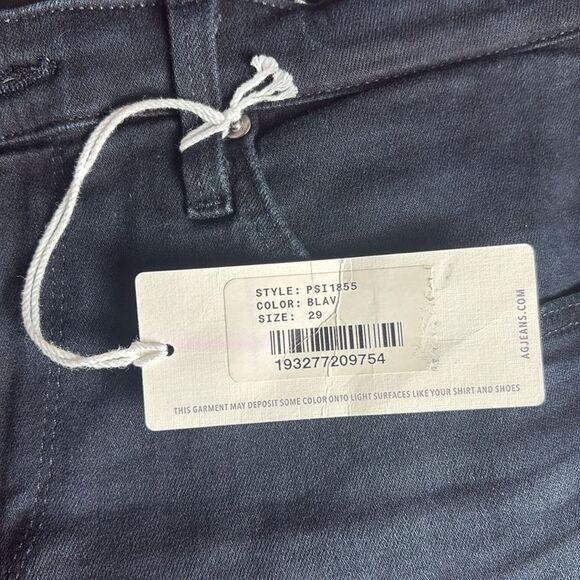 STYLE: PSI1855
COLOR: BLAV
SIZE: 29
193277209754
THIS GARMENT MAY DEPOSIT SOME COLOR ONTO LIGHT SURFACES LIKE YOUR SHIRT AND SHOES
AGJEANS.COM